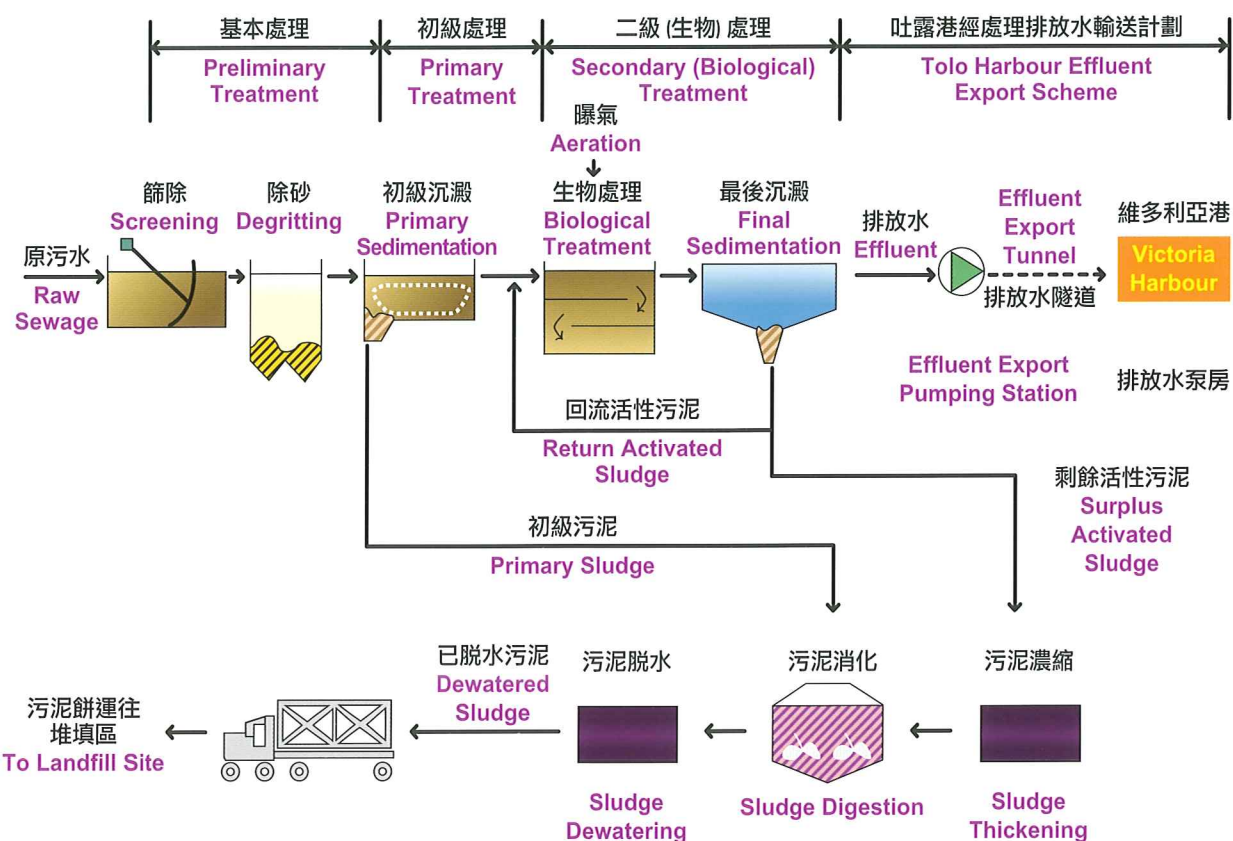 基本處理
Preliminary
Treatment
初級處理
Primary
Treatment
二級 (生物) 處理
Secondary (Biological)
Treatment
吐露港經處理排放水輸送計劃
Tolo Harbour Effluent
Export Scheme
曝氣
Aeration
原污水
Raw
Sewage
篩除
Screening
除砂
Degritting
初級沉澱
Primary
Sedimentation
生物處理
Biological
Treatment
最後沉澱
Final
Sedimentation
排放水
Effluent
Effluent
Export
Tunnel
排放水隧道
維多利亞港
Victoria
Harbour
Effluent Export
Pumping Station
排放水泵房
回流活性污泥
Return Activated
Sludge
剩餘活性污泥
Surplus
Activated
Sludge
初級污泥
Primary Sludge
污泥餅運往
堆填區
To Landfill Site
已脫水污泥
Dewatered
Sludge
污泥脫水
Sludge
Dewatering
污泥消化
Sludge Digestion
污泥濃縮
Sludge
Thickening